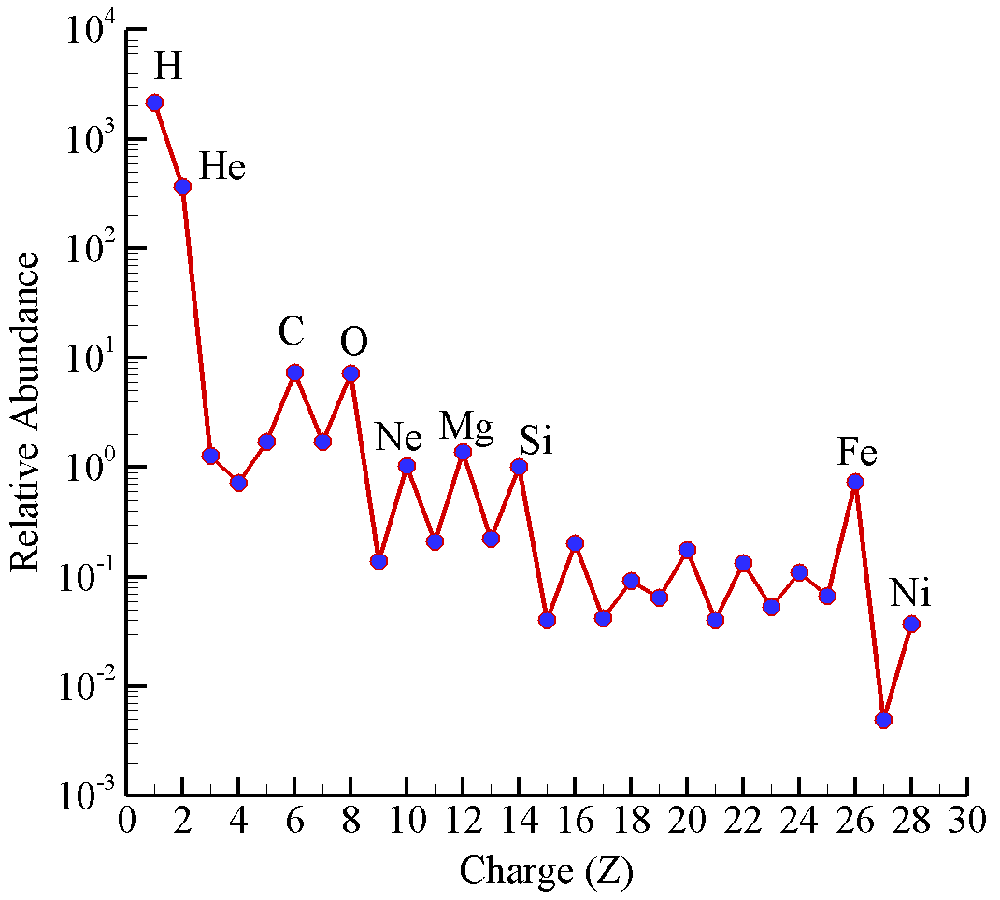 10^4
H
10^3
He
10^2
C
O
10^1
Ne
Mg
Si
Fe
10^0
10^-1
Ni
10^-2
10^-3
0 2 4 6 8 10 12 14 16 18 20 22 24 26 28 30
Charge (Z)
Relative Abundance